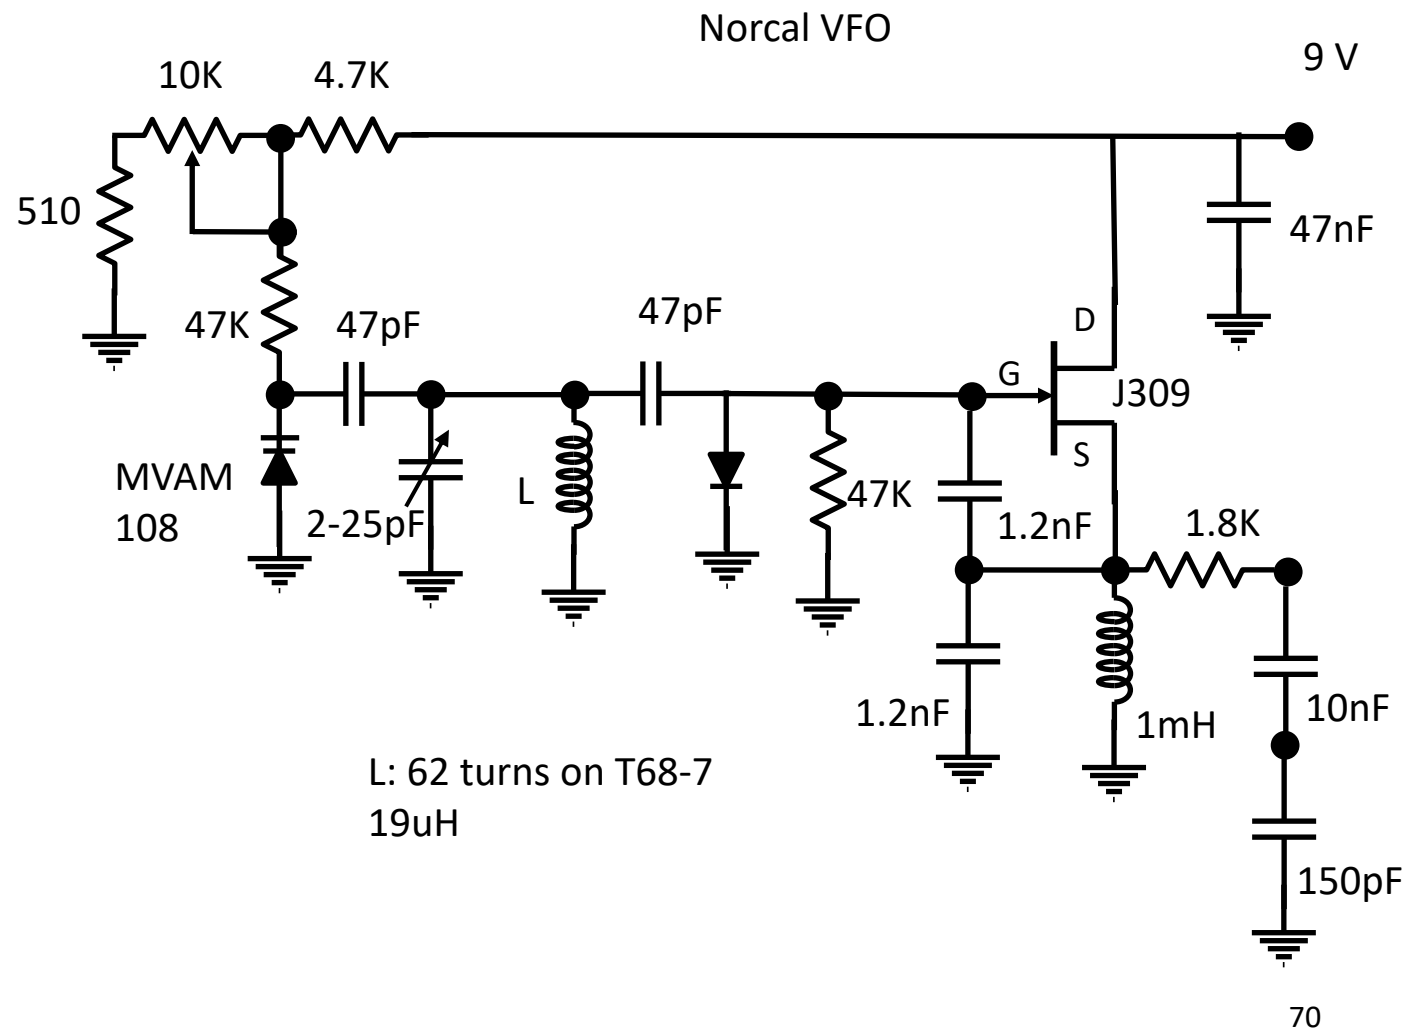 Norcal VFO
9 V
10K
4.7K
510
47nF
47K
47pF
47pF
D
G
J309
S
MVAM
108
2-25pF
L
47K
1.2nF
1.8K
1.2nF
1mH
10nF
L: 62 turns on T68-7
19uH
150pF
70